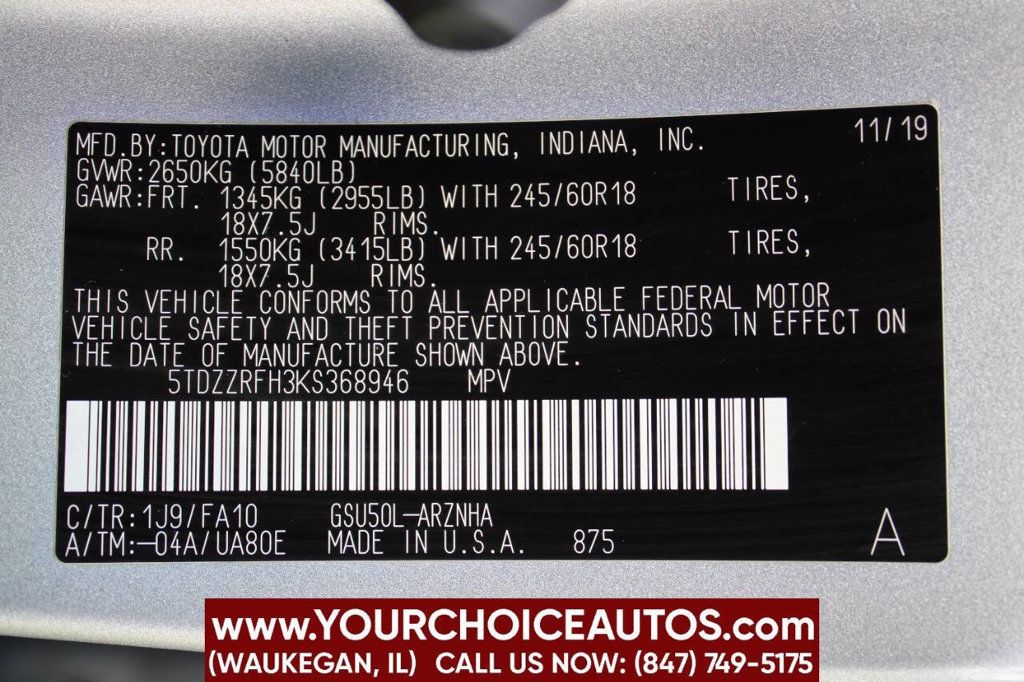 MFD.BY:TOYOTA MOTOR MANUFACTURING, INDIANA, INC. 11/19
GVWR:2650KG (5840LB)
GAWR:FRT. 1345KG (2955LB) WITH 245/60R18 TIRES,
18X7.5J RIMS.
RR. 1550KG (3415LB) WITH 245/60R18 TIRES,
18X7.5J RIMS.
THIS VEHICLE CONFORMS TO ALL APPLICABLE FEDERAL MOTOR
VEHICLE SAFETY AND THEFT PREVENTION STANDARDS IN EFFECT ON
THE DATE OF MANUFACTURE SHOWN ABOVE.
5TDZZRFH3KS368946 MPV
C/TR:1J9/FA10 GSU50L-ARZNHA
A/TM:-04A/UA80E MADE IN U.S.A. 875 A
www.YOURCHOICEAUTOS.com
(WAUKEGAN, IL) CALL US NOW: (847) 749-5175